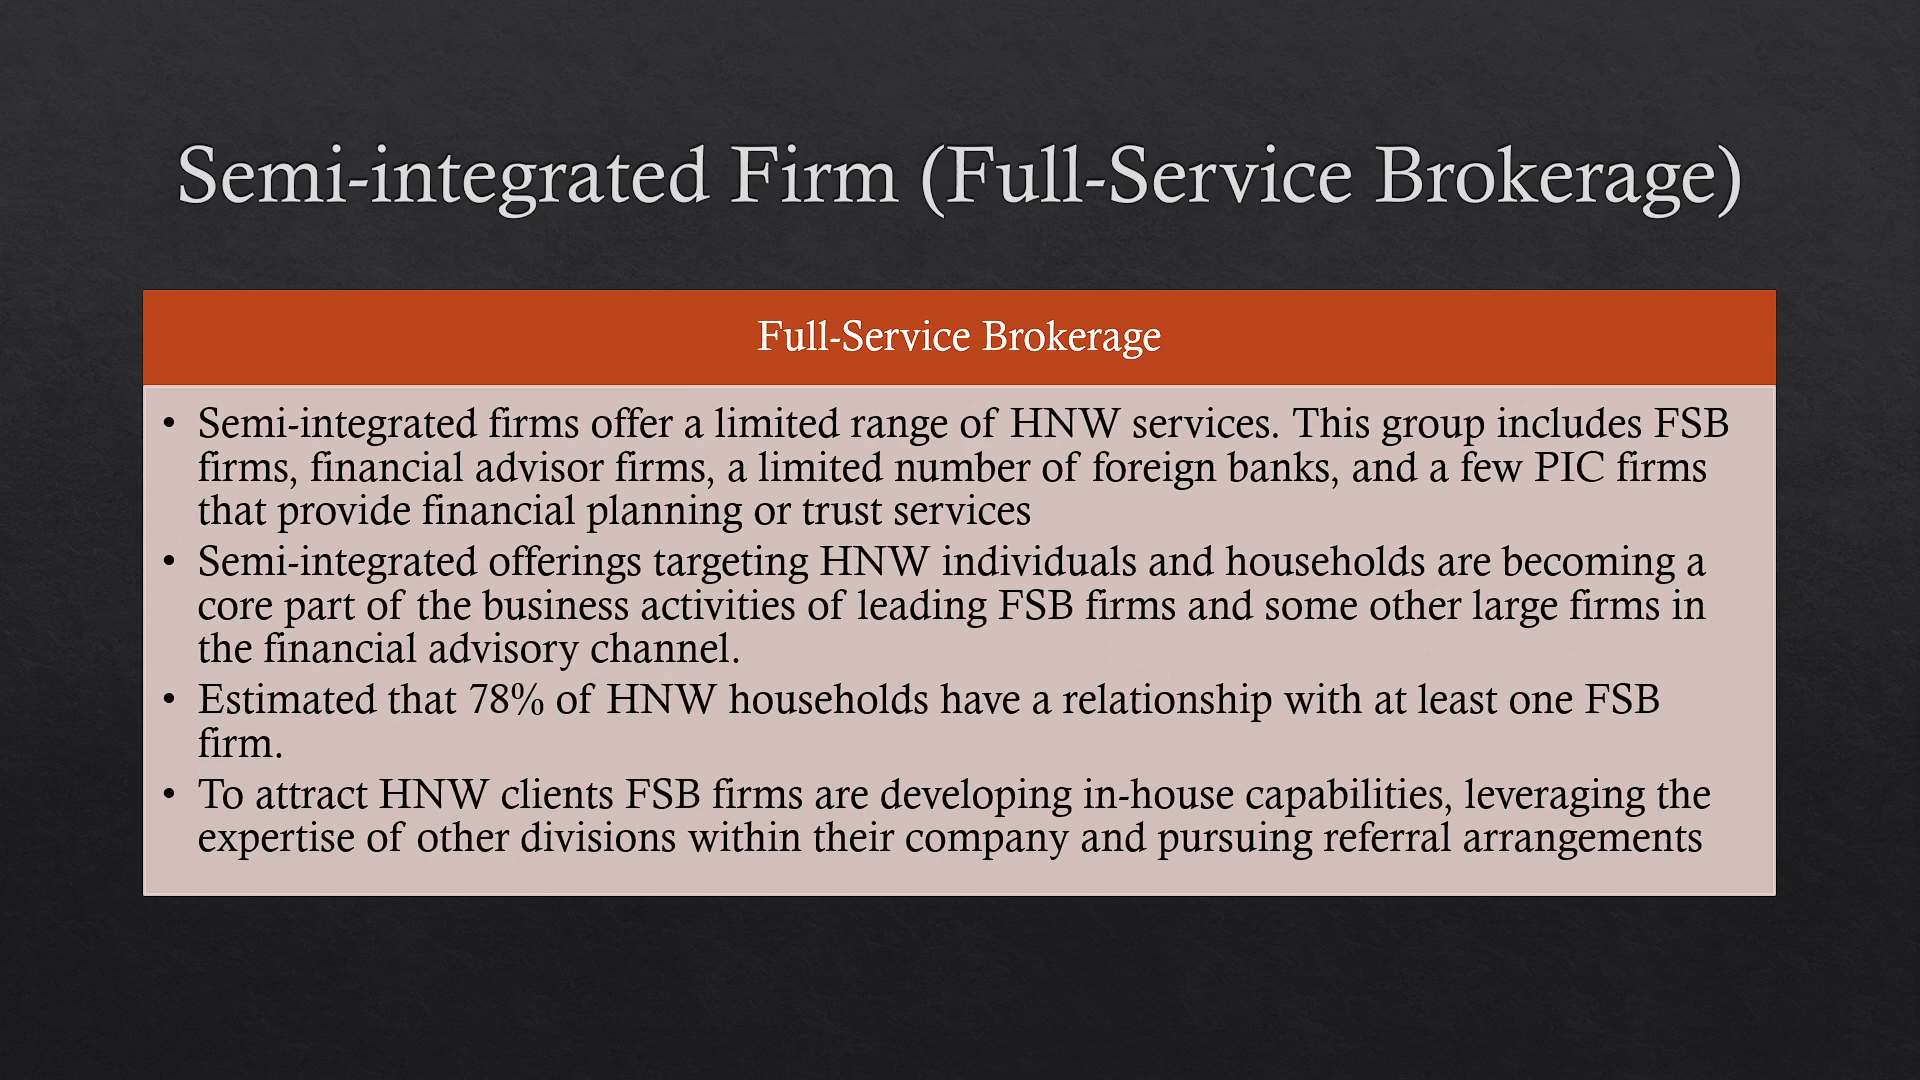 Semi-integrated Firm (Full-Service Brokerage)
Full-Service Brokerage
• Semi-integrated firms offer a limited range of HNW services. This group includes FSB
firms, financial advisor firms, a limited number of foreign banks, and a few PIC firms
that provide financial planning or trust services
• Semi-integrated offerings targeting HNW individuals and households are becoming a
core part of the business activities of leading FSB firms and some other large firms in
the financial advisory channel.
• Estimated that 78% of HNW households have a relationship with at least one FSB
firm.
• To attract HNW clients FSB firms are developing in-house capabilities, leveraging the
expertise of other divisions within their company and pursuing referral arrangements